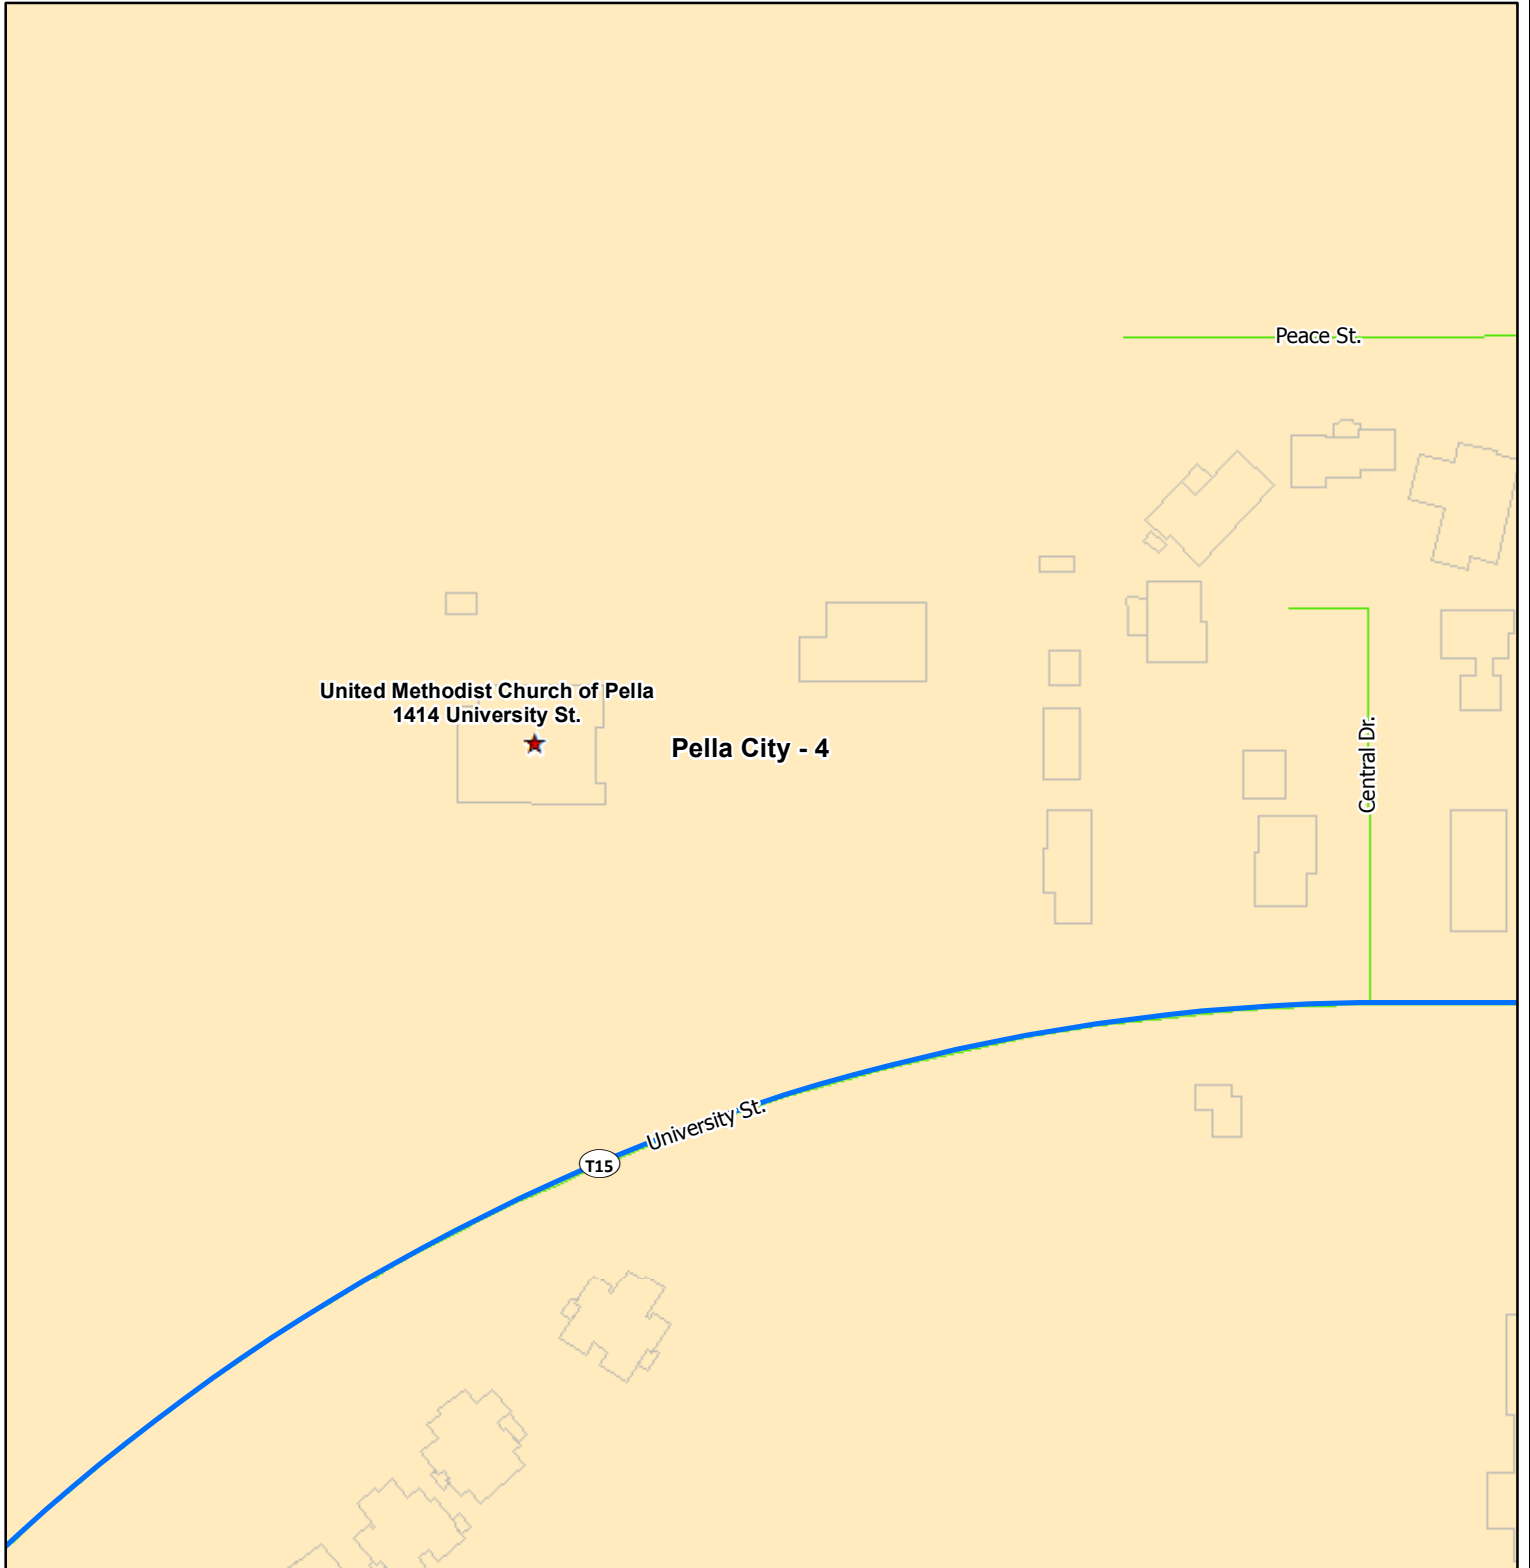 Peace St.
United Methodist Church of Pella
1414 University St.
Pella City - 4
Central Dr.
University St.
T15